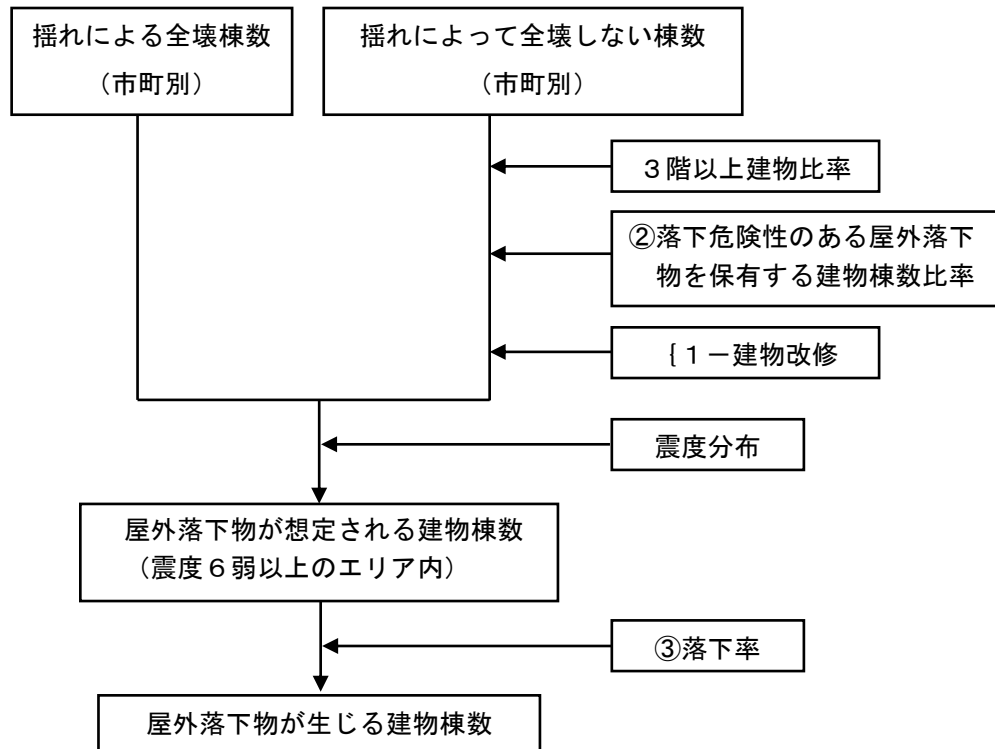 揺れによる全壊棟数
（市町別）
揺れによって全壊しない棟数
（市町別）
３階以上建物比率
②落下危険性のある屋外落下
物を保有する建物棟数比率
｛１－建物改修
震度分布
屋外落下物が想定される建物棟数
（震度６弱以上のエリア内）
③落下率
屋外落下物が生じる建物棟数